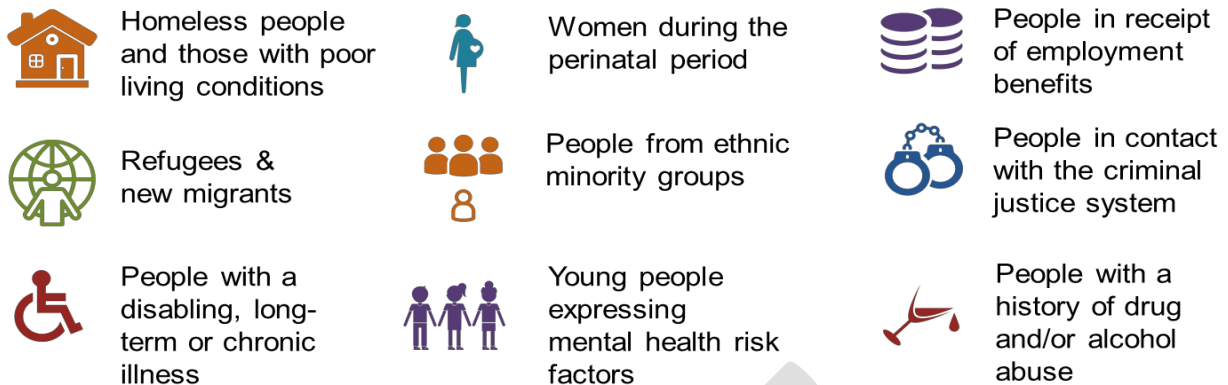 Homeless people
and those with poor
living conditions
Women during the
perinatal period
People in receipt
of employment
benefits
Refugees &
new migrants
People from ethnic
minority groups
People in contact
with the criminal
justice system
People with a
disabling, long-
term or chronic
illness
Young people
expressing
mental health risk
factors
People with a
history of drug
and/or alcohol
abuse